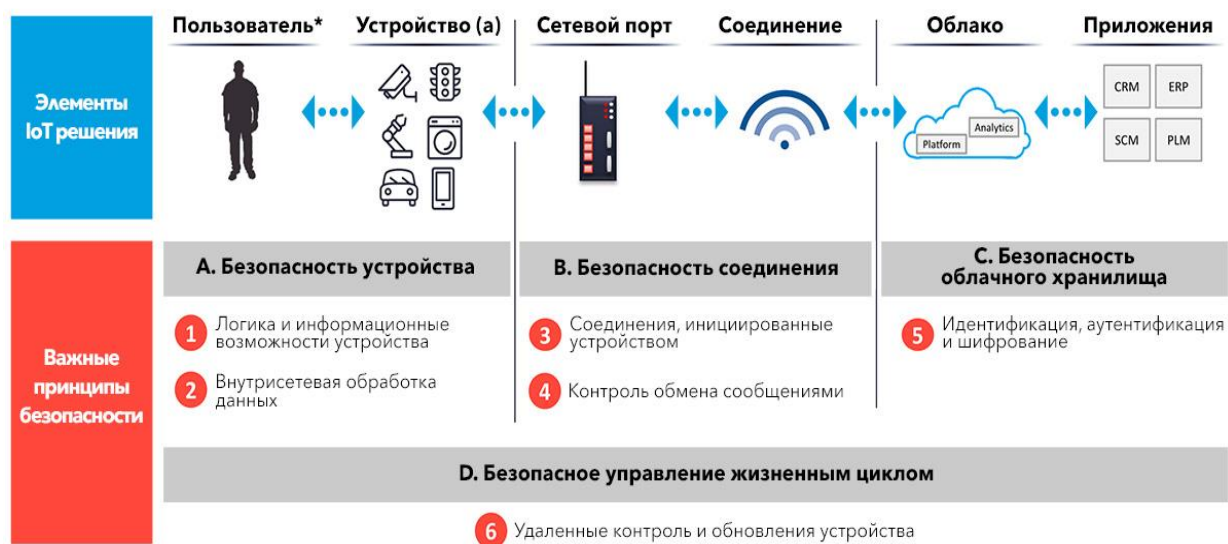 Пользователь*
Устройство (а)
Сетевой порт
Соединение
Облако
Приложения
Элементы
IoT решения
Platform
Analytics
CRM
ERP
SCM
PLM
Важные
принципы
безопасности
A. Безопасность устройства
1 Логика и информационные
возможности устройства
2 Внутрисетевая обработка
данных
B. Безопасность соединения
3 Соединения, инициированные
устройством
4 Контроль обмена сообщениями
C. Безопасность
облачного хранилища
5 Идентификация, аутентификация
и шифрование
D. Безопасное управление жизненным циклом
6 Удаленные контроль и обновления устройства